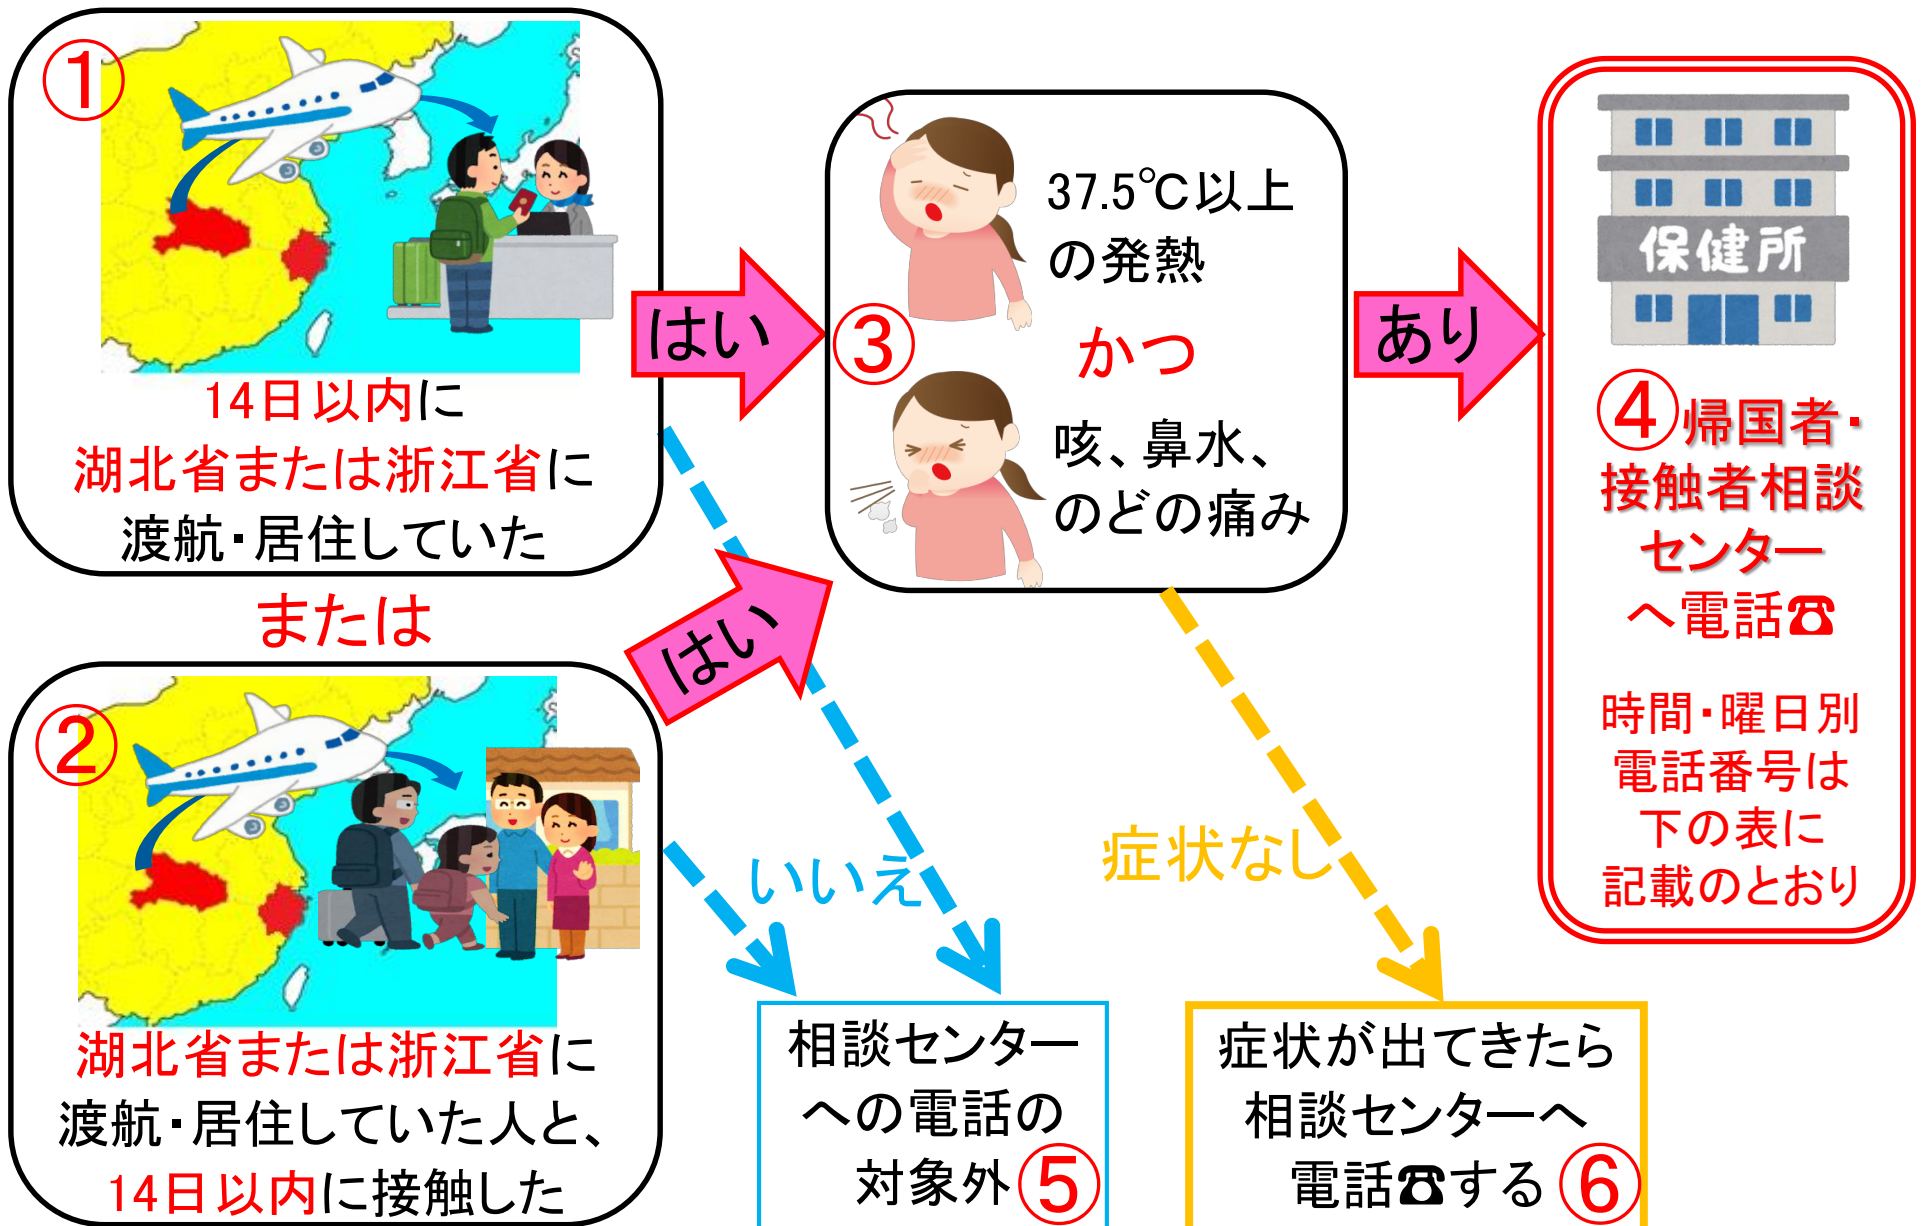 ①
14日以内に
湖北省または浙江省に
渡航・居住していた
または
②
湖北省または浙江省に
渡航・居住していた人と、
14日以内に接触した
はい
はい
③
37.5℃以上
の発熱
かつ
咳、鼻水、
のどの痛み
あり
保健所
④帰国者・
接触者相談
センター
へ電話☎
時間・曜日別
電話番号は
下の表に
記載のとおり
いいえ
症状なし
相談センター
への電話の
対象外⑤
症状が出てきたら
相談センターへ
電話☎する⑥